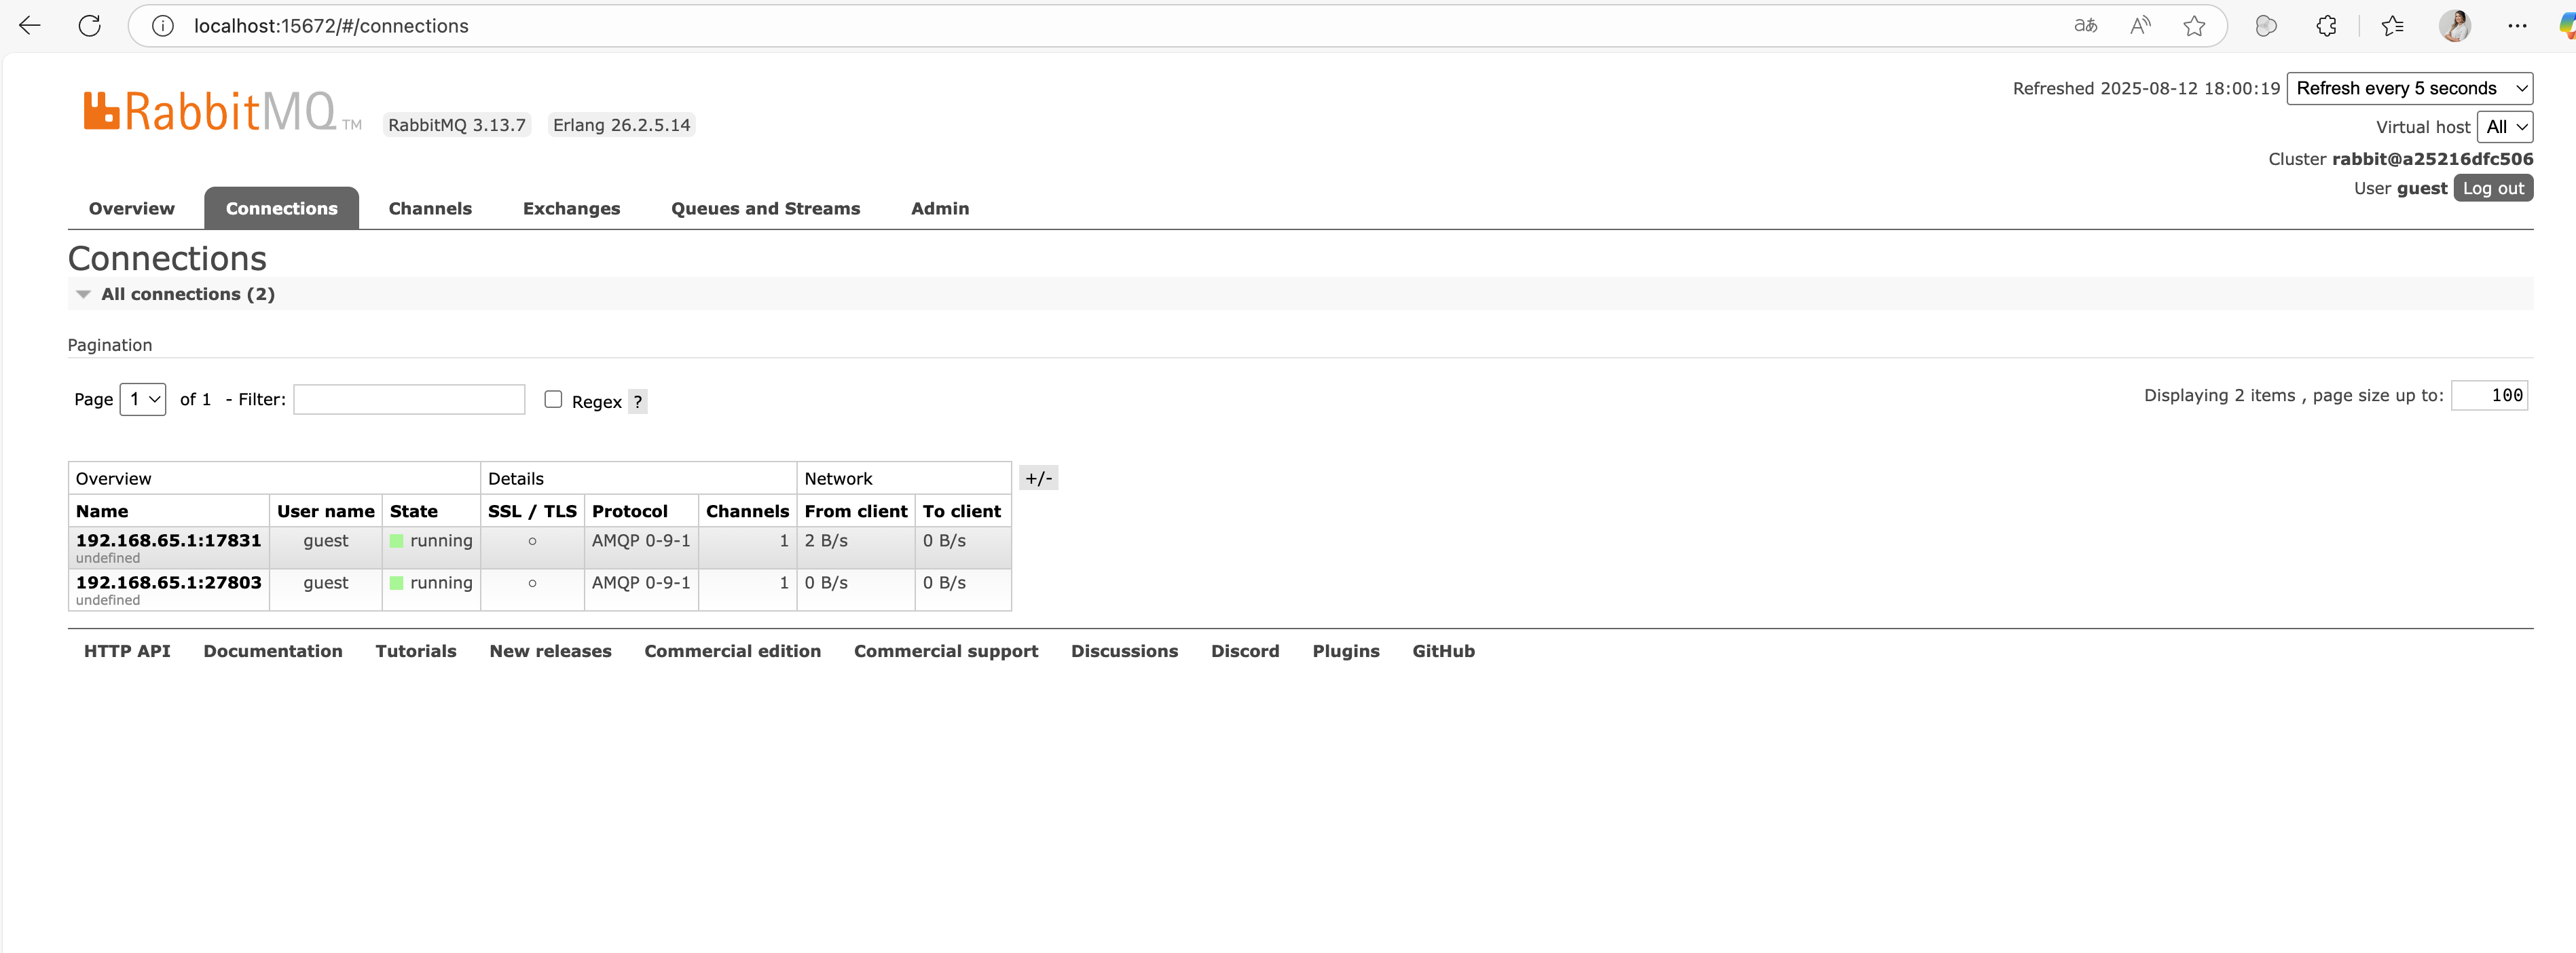 localhost:15672/#/connections
aあ
RabbitMQ TM
RabbitMQ 3.13.7 Erlang 26.2.5.14
Refreshed 2025-08-12 18:00:19 Refresh every 5 seconds
Virtual host All
Cluster rabbit@a25216dfc506
User guest Log out
Overview Connections Channels Exchanges Queues and Streams Admin
Connections
All connections (2)
Pagination
Page 1 of 1 - Filter: Regex ? Displaying 2 items , page size up to: 100
Overview Details Network +/-
Name User name State SSL / TLS Protocol Channels From client To client
192.168.65.1:17831 guest running ○ AMQP 0-9-1 1 2 B/s 0 B/s
undefined
192.168.65.1:27803 guest running ○ AMQP 0-9-1 1 0 B/s 0 B/s
undefined
HTTP API Documentation Tutorials New releases Commercial edition Commercial support Discussions Discord Plugins GitHub